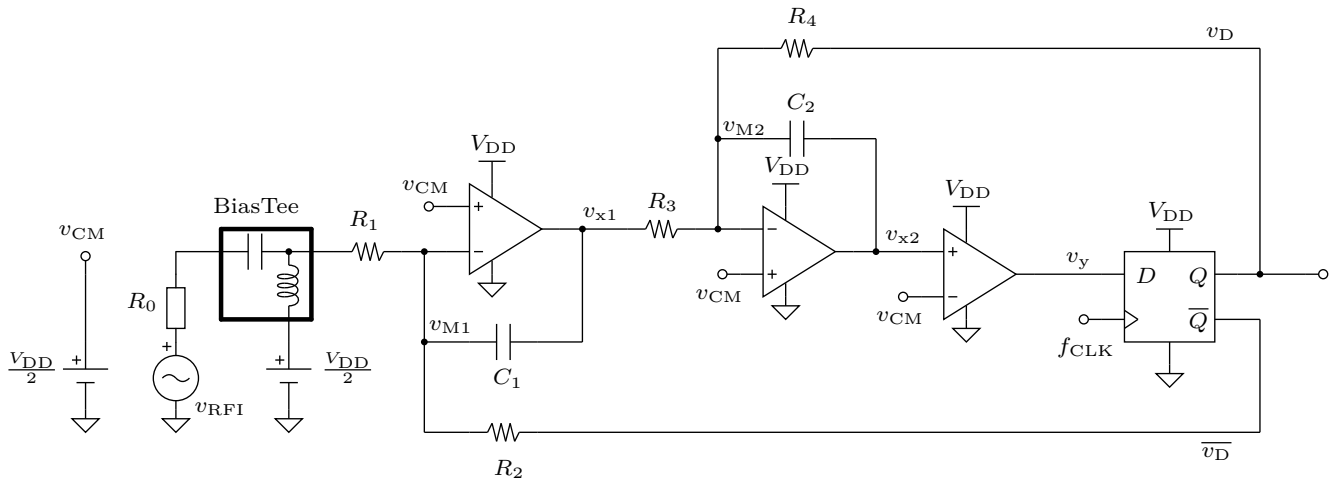 R4
vD
C2
vM2
VDD
VDD
vCM
BiasTee
R1
vx1
R3
VDD
vCM
vx2
VDD
vCM
R0
vM1
vCM
vCM
vy
D
Q
Q̅
VDD/2
VDD/2
vRFI
C1
fCLK
R2
v̅D̅